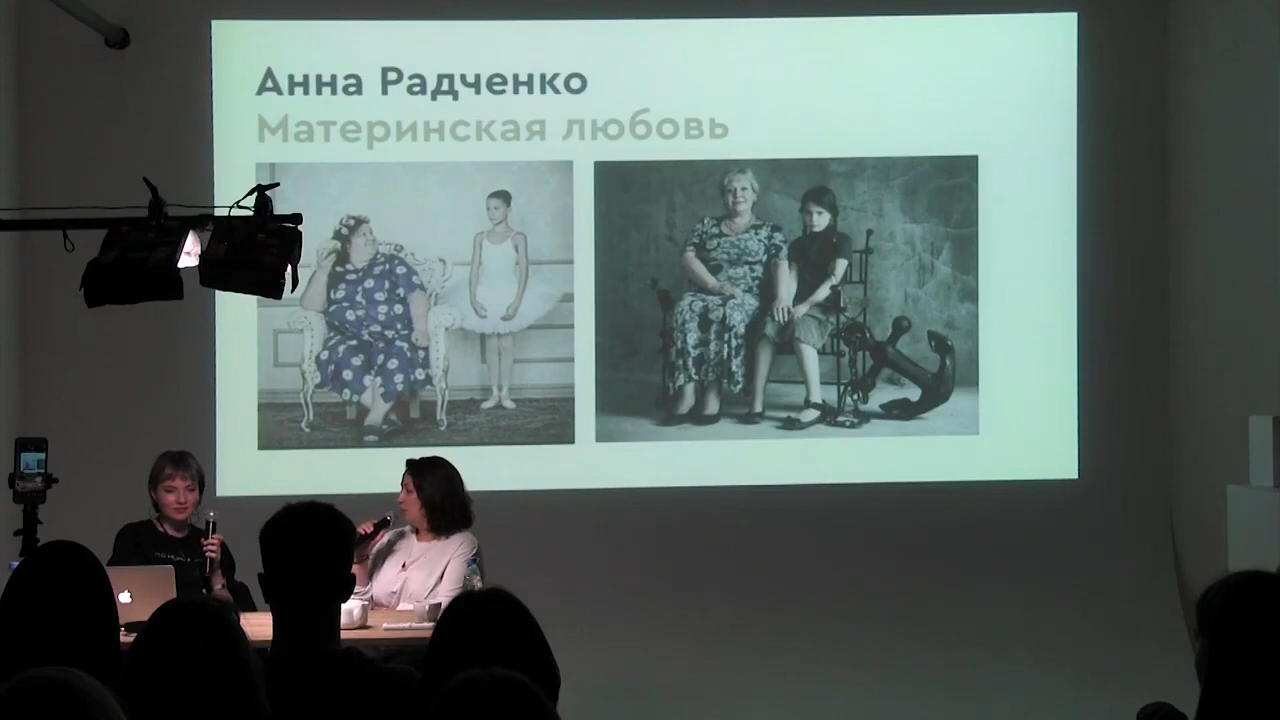 Анна Радченко
Материнская любовь